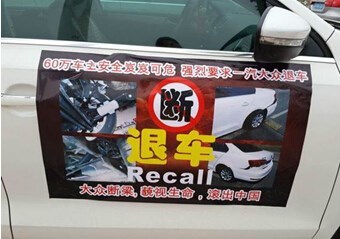 60万车主安全岌岌可危 强烈要求一汽大众退车
断
退车
Recall
大众断梁,藐视生命,滚出中国